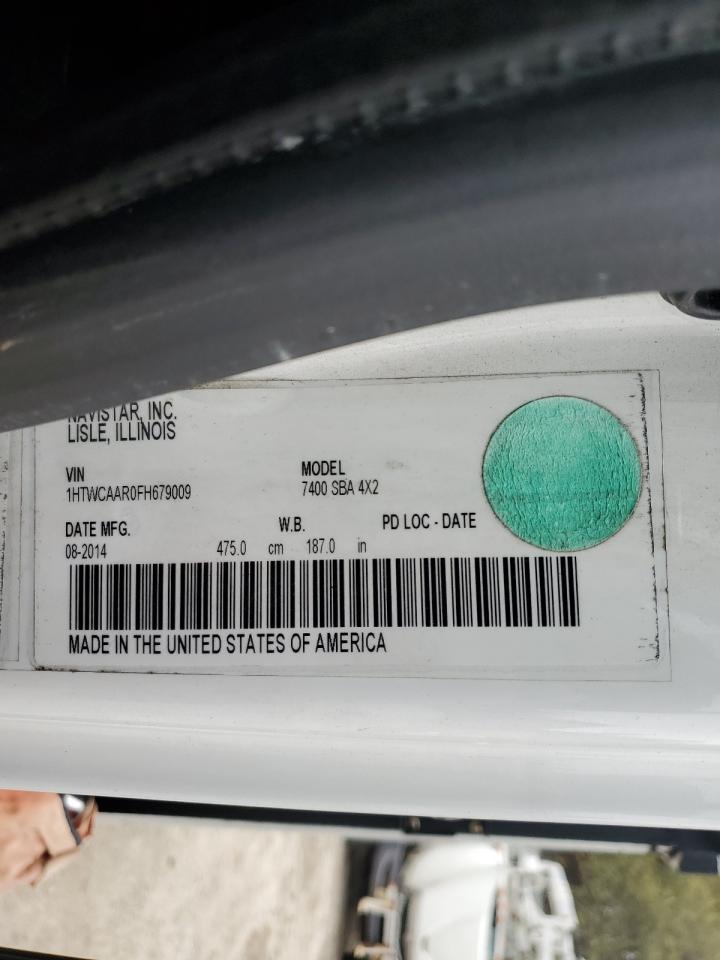 NAVISTAR, INC.
LISLE, ILLINOIS
VIN MODEL
1HTWCAAR0FH679009 7400 SBA 4X2
DATE MFG. W.B. PD LOC - DATE
08-2014 475.0 cm 187.0 in
MADE IN THE UNITED STATES OF AMERICA